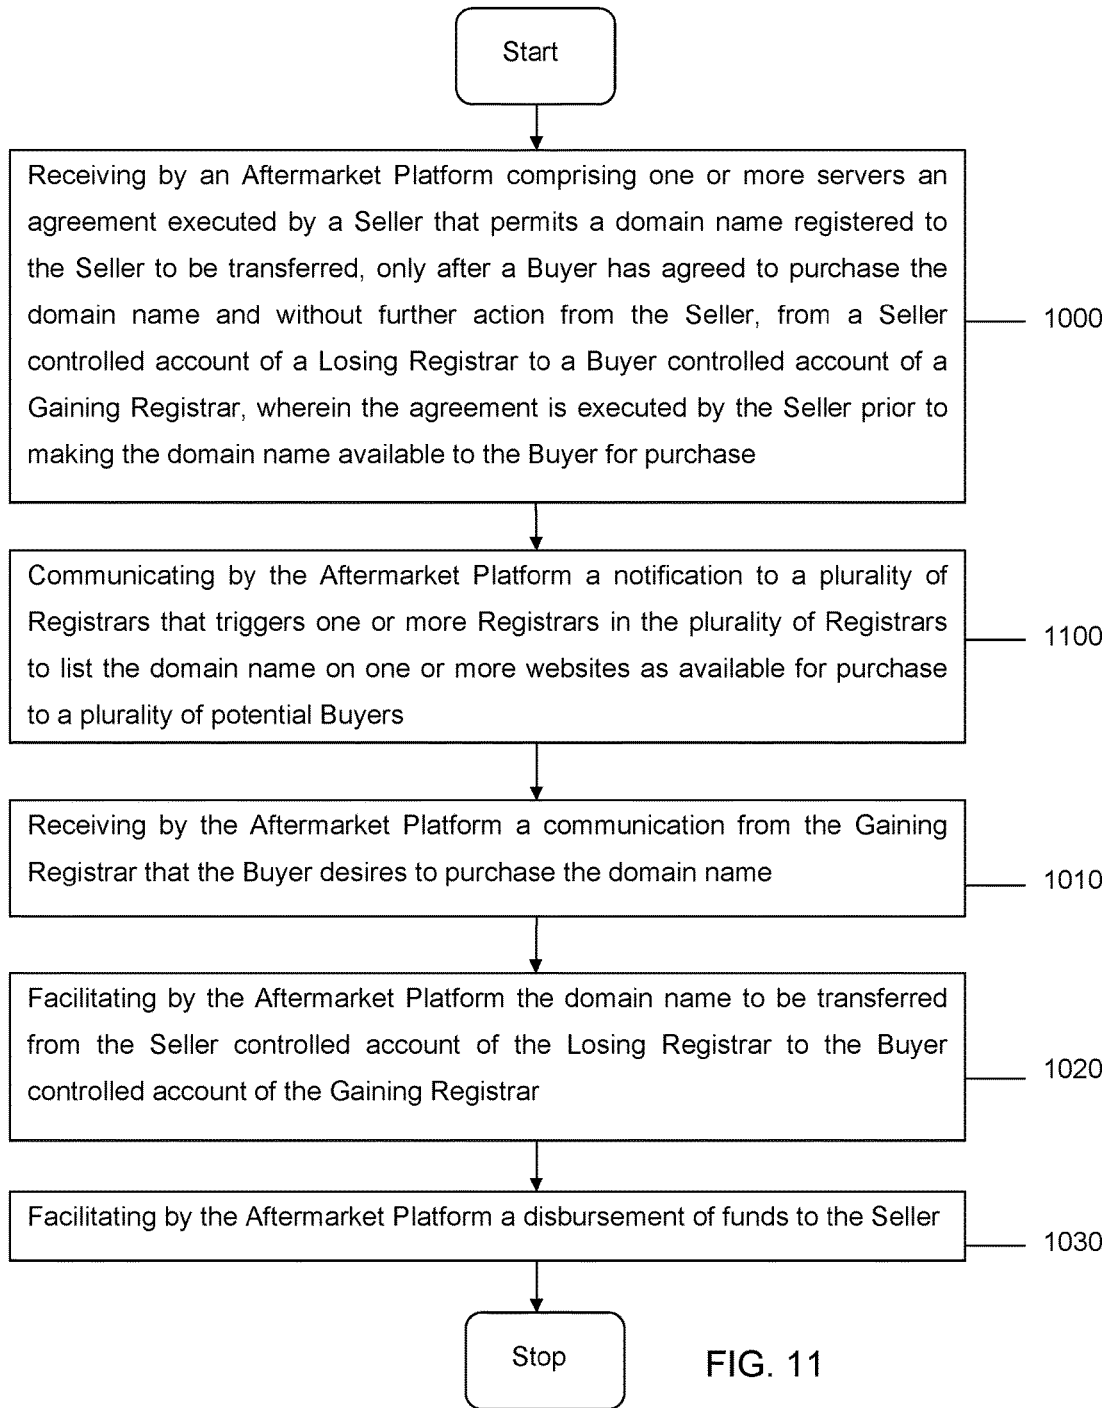 Start
Receiving by an Aftermarket Platform comprising one or more servers an
agreement executed by a Seller that permits a domain name registered to
the Seller to be transferred, only after a Buyer has agreed to purchase the
domain name and without further action from the Seller, from a Seller
controlled account of a Losing Registrar to a Buyer controlled account of a
Gaining Registrar, wherein the agreement is executed by the Seller prior to
making the domain name available to the Buyer for purchase
1000
Communicating by the Aftermarket Platform a notification to a plurality of
Registrars that triggers one or more Registrars in the plurality of Registrars
to list the domain name on one or more websites as available for purchase
to a plurality of potential Buyers
1100
Receiving by the Aftermarket Platform a communication from the Gaining
Registrar that the Buyer desires to purchase the domain name
1010
Facilitating by the Aftermarket Platform the domain name to be transferred
from the Seller controlled account of the Losing Registrar to the Buyer
controlled account of the Gaining Registrar
1020
Facilitating by the Aftermarket Platform a disbursement of funds to the Seller
1030
Stop
FIG. 11